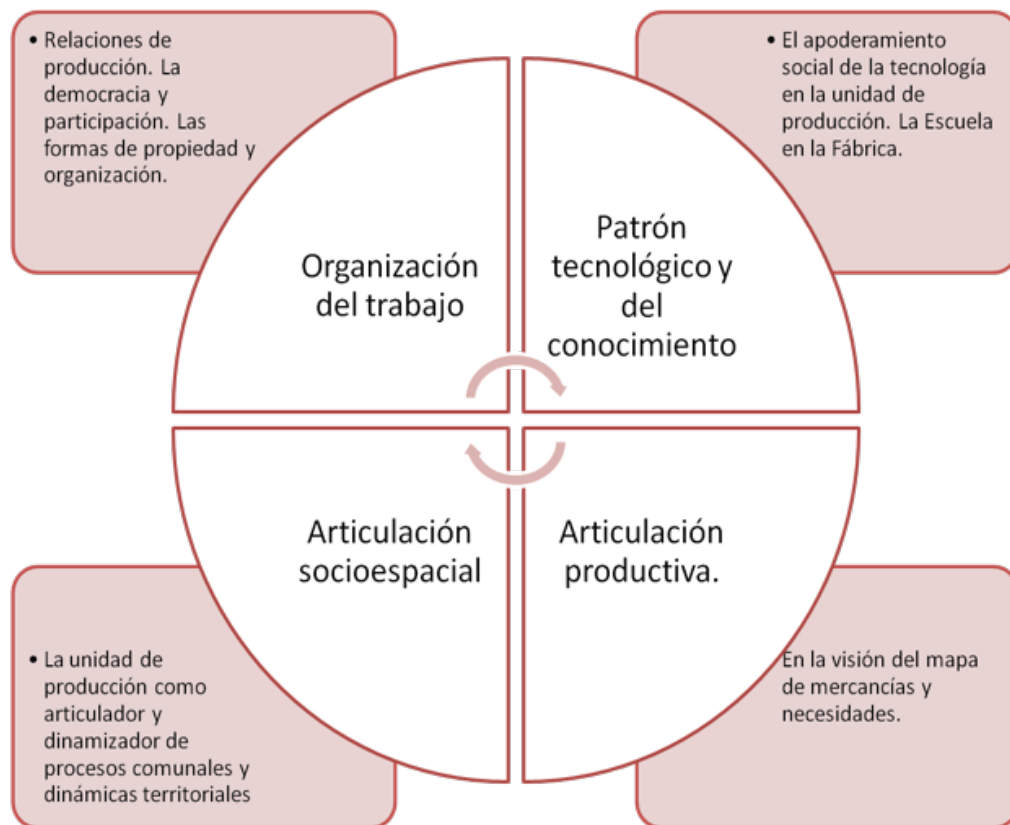 • Relaciones de
producción. La
democracia y
participación. Las
formas de propiedad y
organización.
• El apoderamiento
social de la tecnología
en la unidad de
producción. La Escuela
en la Fábrica.
Organización
del trabajo
Patrón
tecnológico y
del
conocimiento
Articulación
socioespacial
Articulación
productiva.
• La unidad de
producción como
articulador y
dinamizador de
procesos comunales y
dinámicas territoriales
En la visión del mapa
de mercancías y
necesidades.